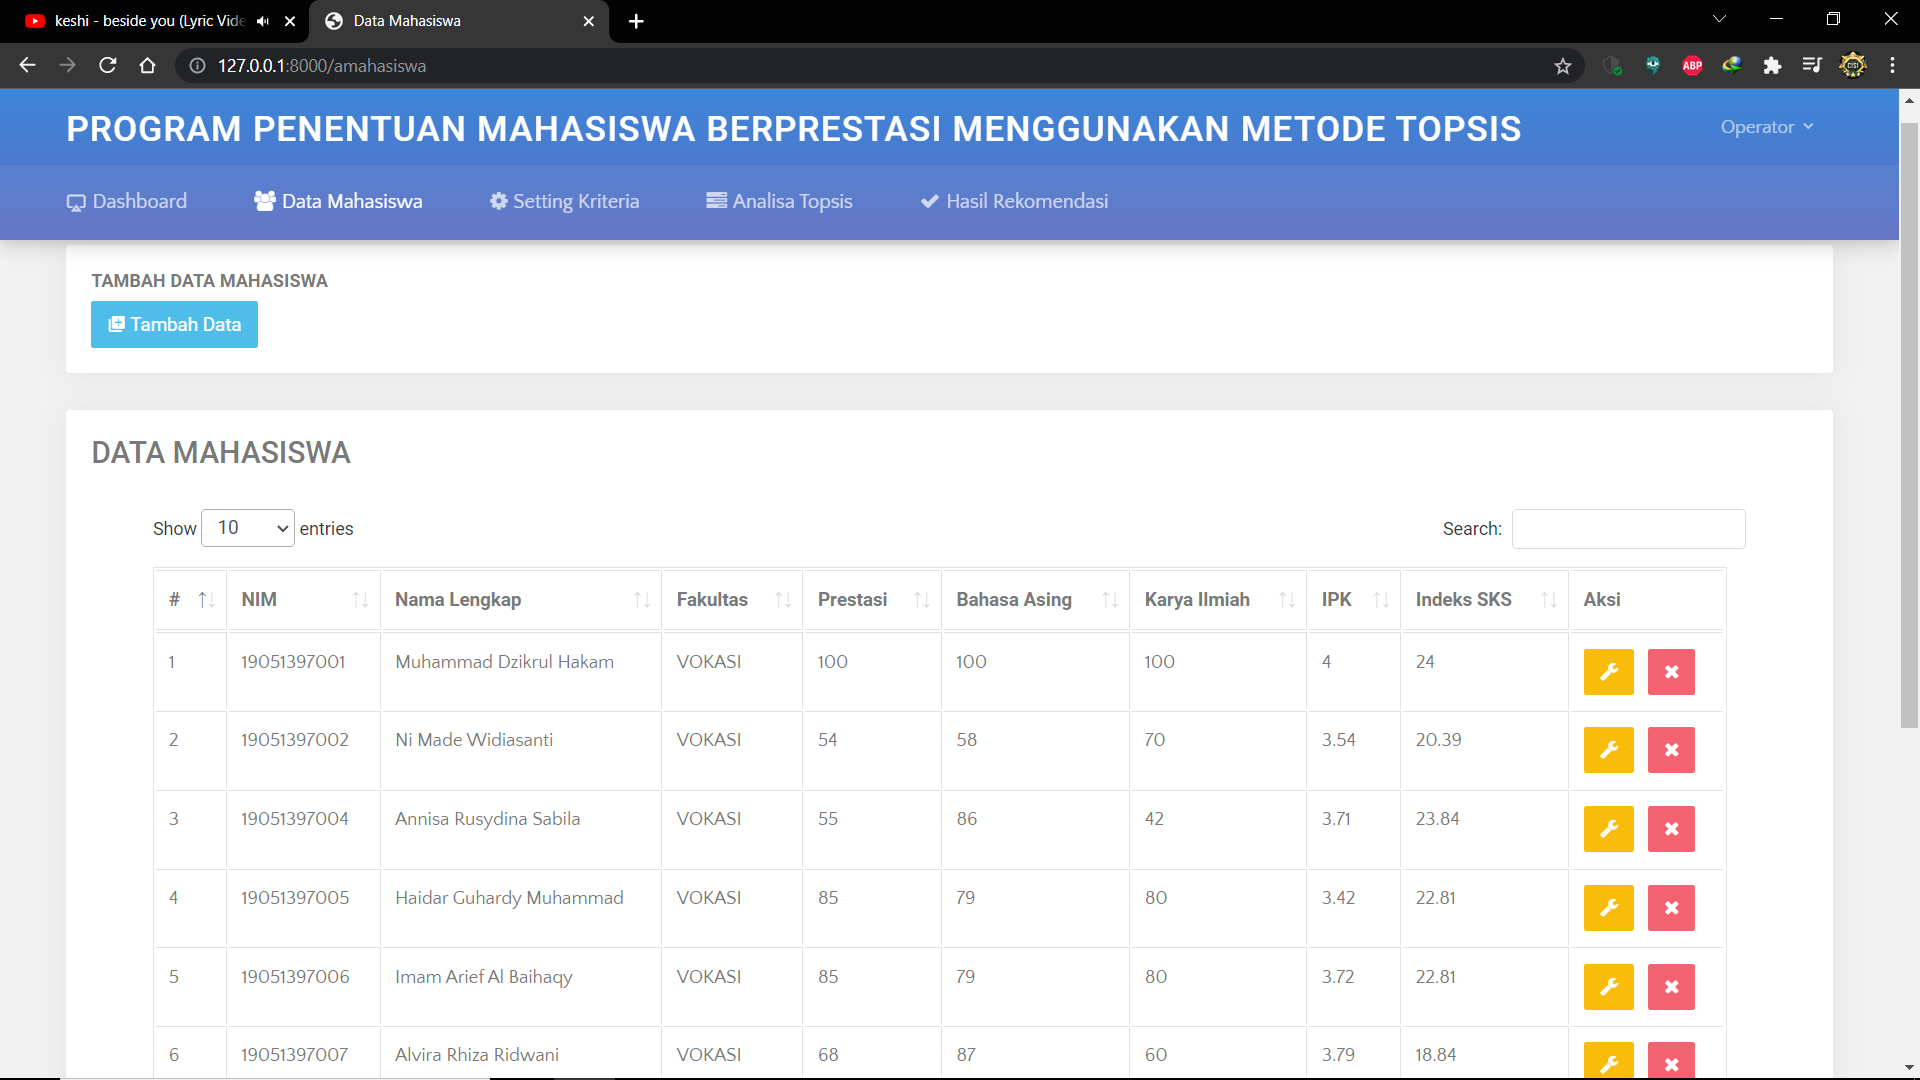 keshi - beside you (Lyric Vide
Data Mahasiswa
127.0.0.1:8000/amahasiswa
ABP
PROGRAM PENENTUAN MAHASISWA BERPRESTASI MENGGUNAKAN METODE TOPSIS
Operator
Dashboard Data Mahasiswa Setting Kriteria Analisa Topsis Hasil Rekomendasi
TAMBAH DATA MAHASISWA
Tambah Data
DATA MAHASISWA
Show 10 entries Search:
# NIM Nama Lengkap Fakultas Prestasi Bahasa Asing Karya Ilmiah IPK Indeks SKS Aksi
1 19051397001 Muhammad Dzikrul Hakam VOKASI 100 100 100 4 24
2 19051397002 Ni Made Widiasanti VOKASI 54 58 70 3.54 20.39
3 19051397004 Annisa Rusydina Sabila VOKASI 55 86 42 3.71 23.84
4 19051397005 Haidar Guhardy Muhammad VOKASI 85 79 80 3.42 22.81
5 19051397006 Imam Arief Al Baihaqy VOKASI 85 79 80 3.72 22.81
6 19051397007 Alvira Rhiza Ridwani VOKASI 68 87 60 3.79 18.84